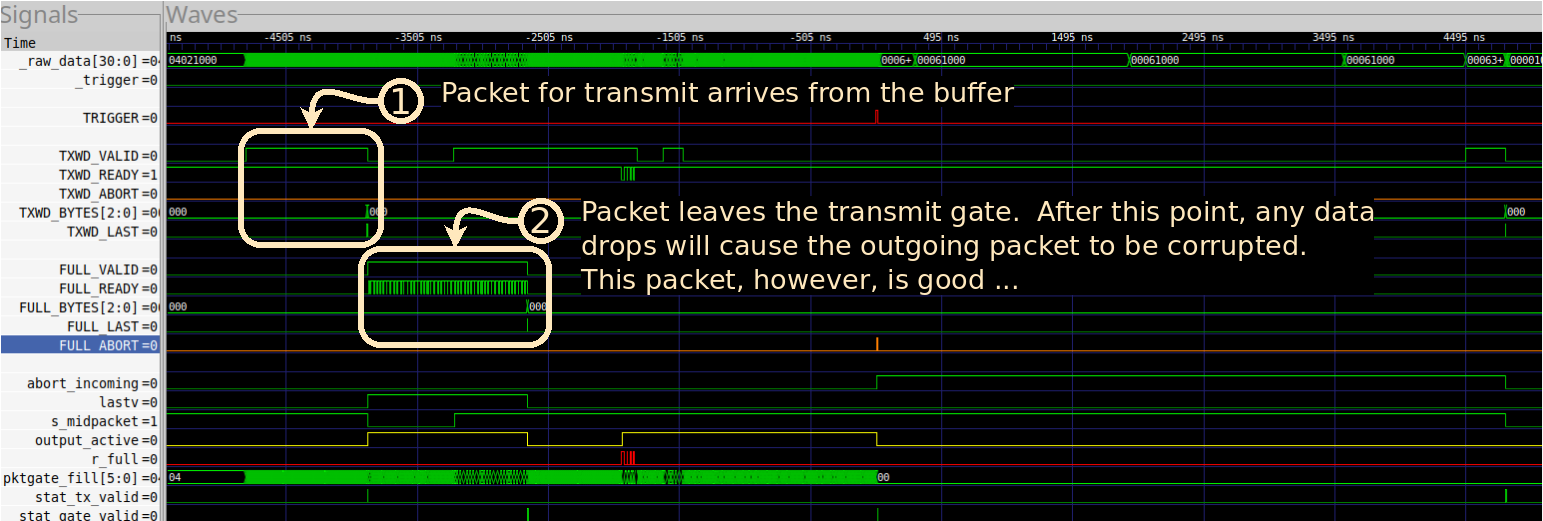 Signals Waves
Time
ns -4505 ns -3505 ns -2505 ns -1505 ns -505 ns 495 ns 1495 ns 2495 ns 3495 ns 4495 ns
_raw_data[30:0] =04 04021000 0006+ 00061000 00061000 00061000 00063+ 000010
_trigger=0
1 Packet for transmit arrives from the buffer
TRIGGER=0
TXWD_VALID=0
TXWD_READY=1
TXWD_ABORT=0
TXWD_BYTES[2:0]=00 000 000 000
TXWD_LAST=0
2 Packet leaves the transmit gate. After this point, any data
drops will cause the outgoing packet to be corrupted.
This packet, however, is good ...
FULL_VALID=0
FULL_READY=0
FULL_BYTES[2:0]=00 000 000
FULL_LAST=0
FULL_ABORT=0
abort_incoming=0
lastv=0
s_midpacket=1
output_active=0
r_full=0
pktgate_fill[5:0]=04 04 00
stat_tx_valid=0
stat_gate_valid=0